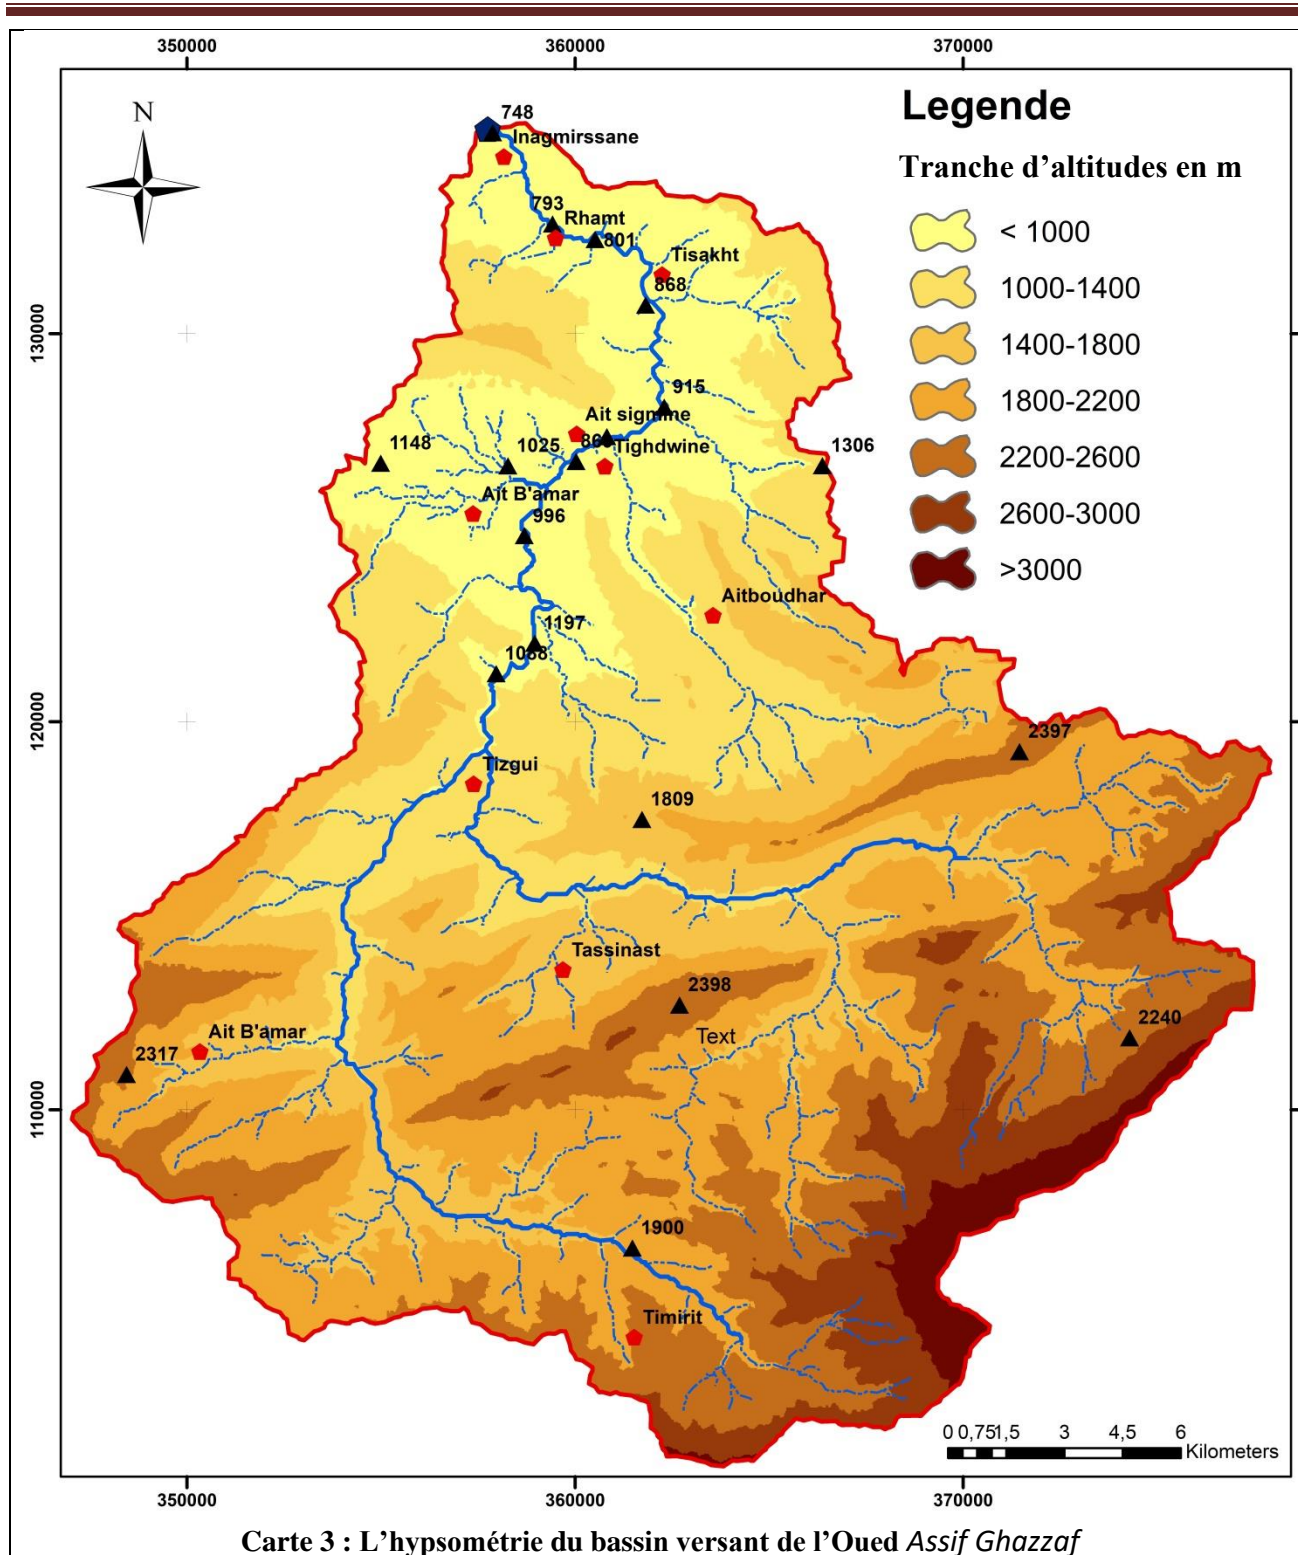 350000 360000 370000
N
Legende
Tranche d'altitudes en m
< 1000
1000-1400
1400-1800
1800-2200
2200-2600
2600-3000
>3000
748
Inagmirssane
793
Rhamt
801
Tisakht
868
130000 130000
915
Ait sigmine
1148
1025
Tighdwine
1306
Ait B'amar
996
Aitboudhar
1197
1088
120000 120000
2397
Tizgui
1809
Tassinast
2398
Text
2240
Ait B'amar
2317
110000 110000
1900
Timirit
0 0,75 1,5 3 4,5 6
Kilometers
350000 360000 370000
Carte 3 : L'hypsométrie du bassin versant de l'Oued Assif Ghazzaf